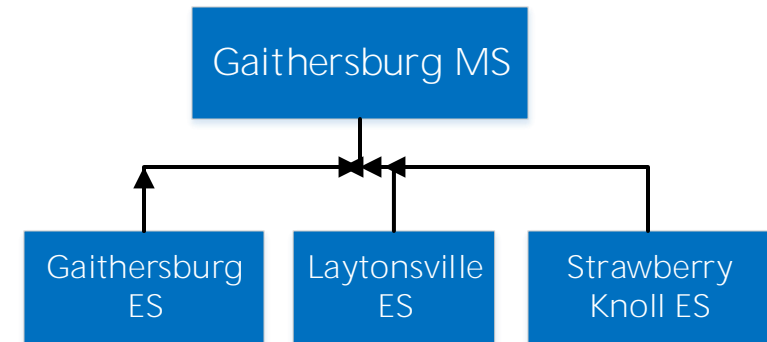 Gaithersburg MS
Gaithersburg
ES
Laytonsville
ES
Strawberry
Knoll ES